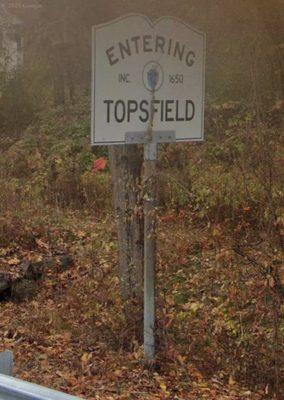 ENTERING
INC. 1650
TOPSFIELD